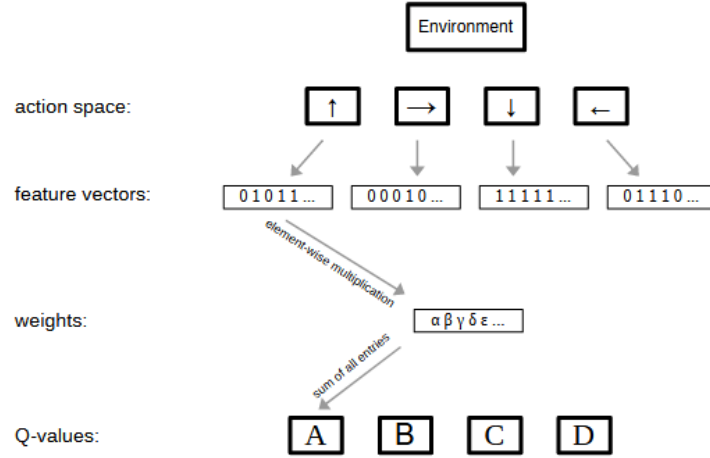 Environment
action space: ↑ → ↓ ←
feature vectors: 0 1 0 1 1 ... 0 0 0 1 0 ... 1 1 1 1 1 ... 0 1 1 1 0 ...
element-wise multiplication
weights: α β γ δ ε ...
sum of all entries
Q-values: A B C D